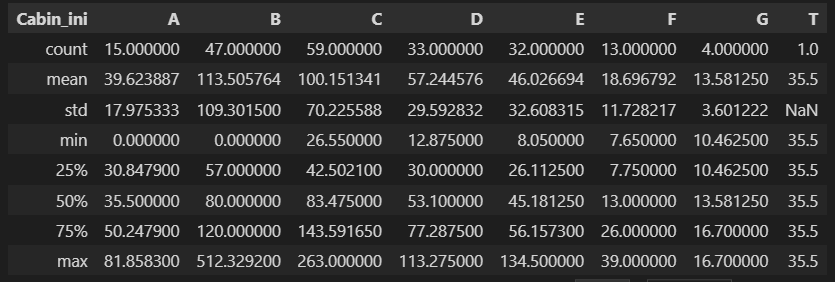 Cabin_ini A B C D E F G T
count 15.000000 47.000000 59.000000 33.000000 32.000000 13.000000 4.000000 1.0
mean 39.623887 113.505764 100.151341 57.244576 46.026694 18.696792 13.581250 35.5
std 17.975333 109.301500 70.225588 29.592832 32.608315 11.728217 3.601222 NaN
min 0.000000 0.000000 26.550000 12.875000 8.050000 7.650000 10.462500 35.5
25% 30.847900 57.000000 42.502100 30.000000 26.112500 7.750000 10.462500 35.5
50% 35.500000 80.000000 83.475000 53.100000 45.181250 13.000000 13.581250 35.5
75% 50.247900 120.000000 143.591650 77.287500 56.157300 26.000000 16.700000 35.5
max 81.858300 512.329200 263.000000 113.275000 134.500000 39.000000 16.700000 35.5